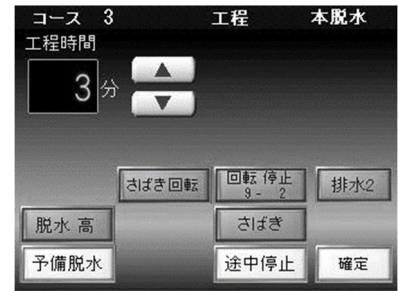 コース 3 工程 本脱水
工程時間
3 分
▲
▼
さばき回転 回転 停止 排水2
9- 2
脱水 高 さばき
予備脱水 途中停止 確定